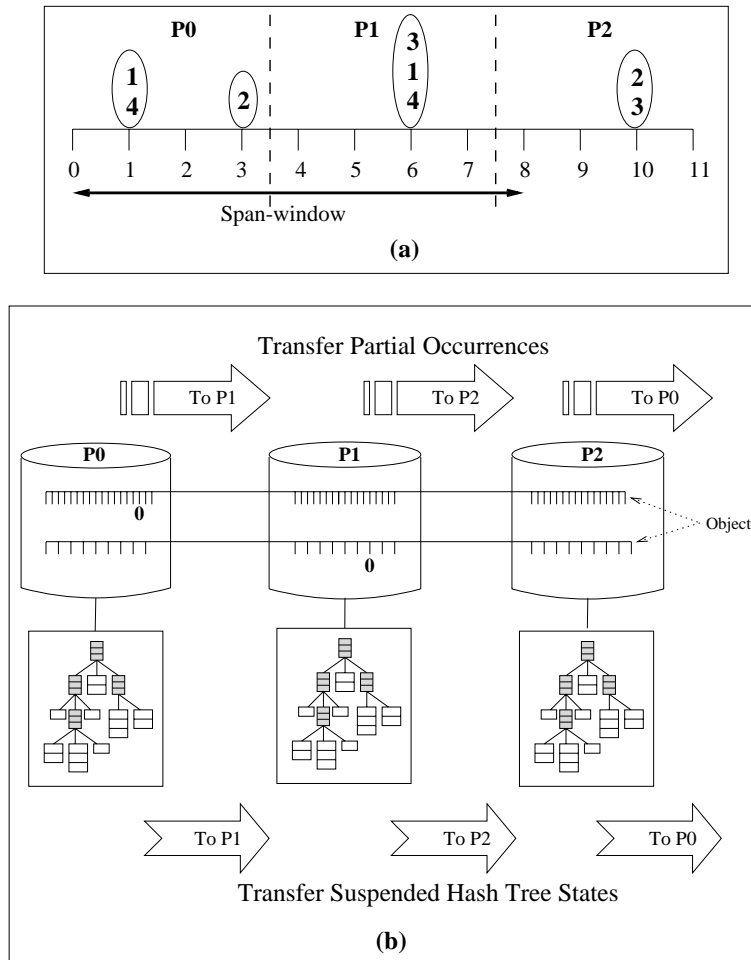 P0 P1 P2
1 4
2
3 1 4
2 3
0 1 2 3 4 5 6 7 8 9 10 11
Span-window
(a)
Transfer Partial Occurrences
To P1 To P2 To P0
P0 P1 P2
0
Object
0
To P1 To P2 To P0
Transfer Suspended Hash Tree States
(b)